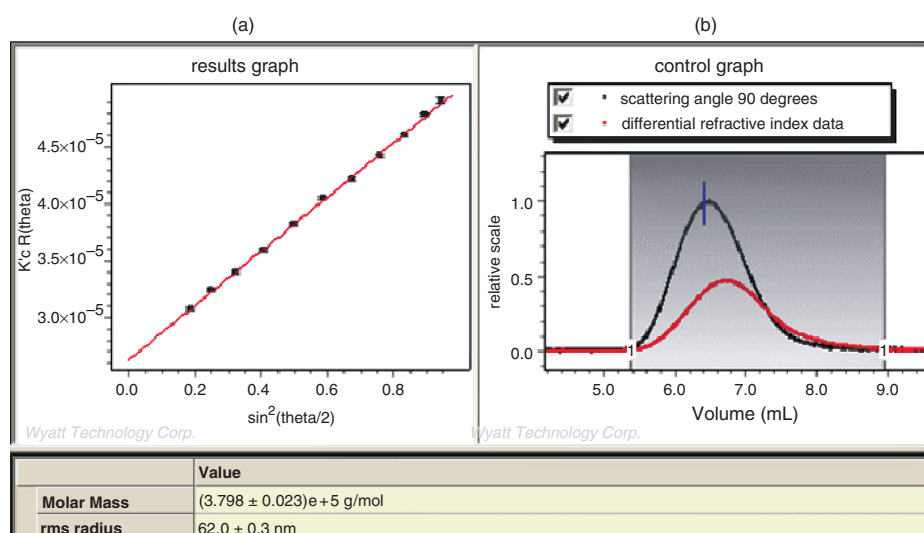 (a)
results graph
K'c R(theta)
4.5×10⁻⁵
4.0×10⁻⁵
3.5×10⁻⁵
3.0×10⁻⁵
0.0 0.2 0.4 0.6 0.8
sin²(theta/2)
Wyatt Technology Corp.
(b)
control graph
scattering angle 90 degrees
differential refractive index data
relative scale
1.0
0.5
0.0
1 1
5.0 6.0 7.0 8.0 9.0
Volume (mL)
Wyatt Technology Corp.
Value
Molar Mass (3.798 ± 0.023)e+5 g/mol
rms radius 62.0 ± 0.3 nm